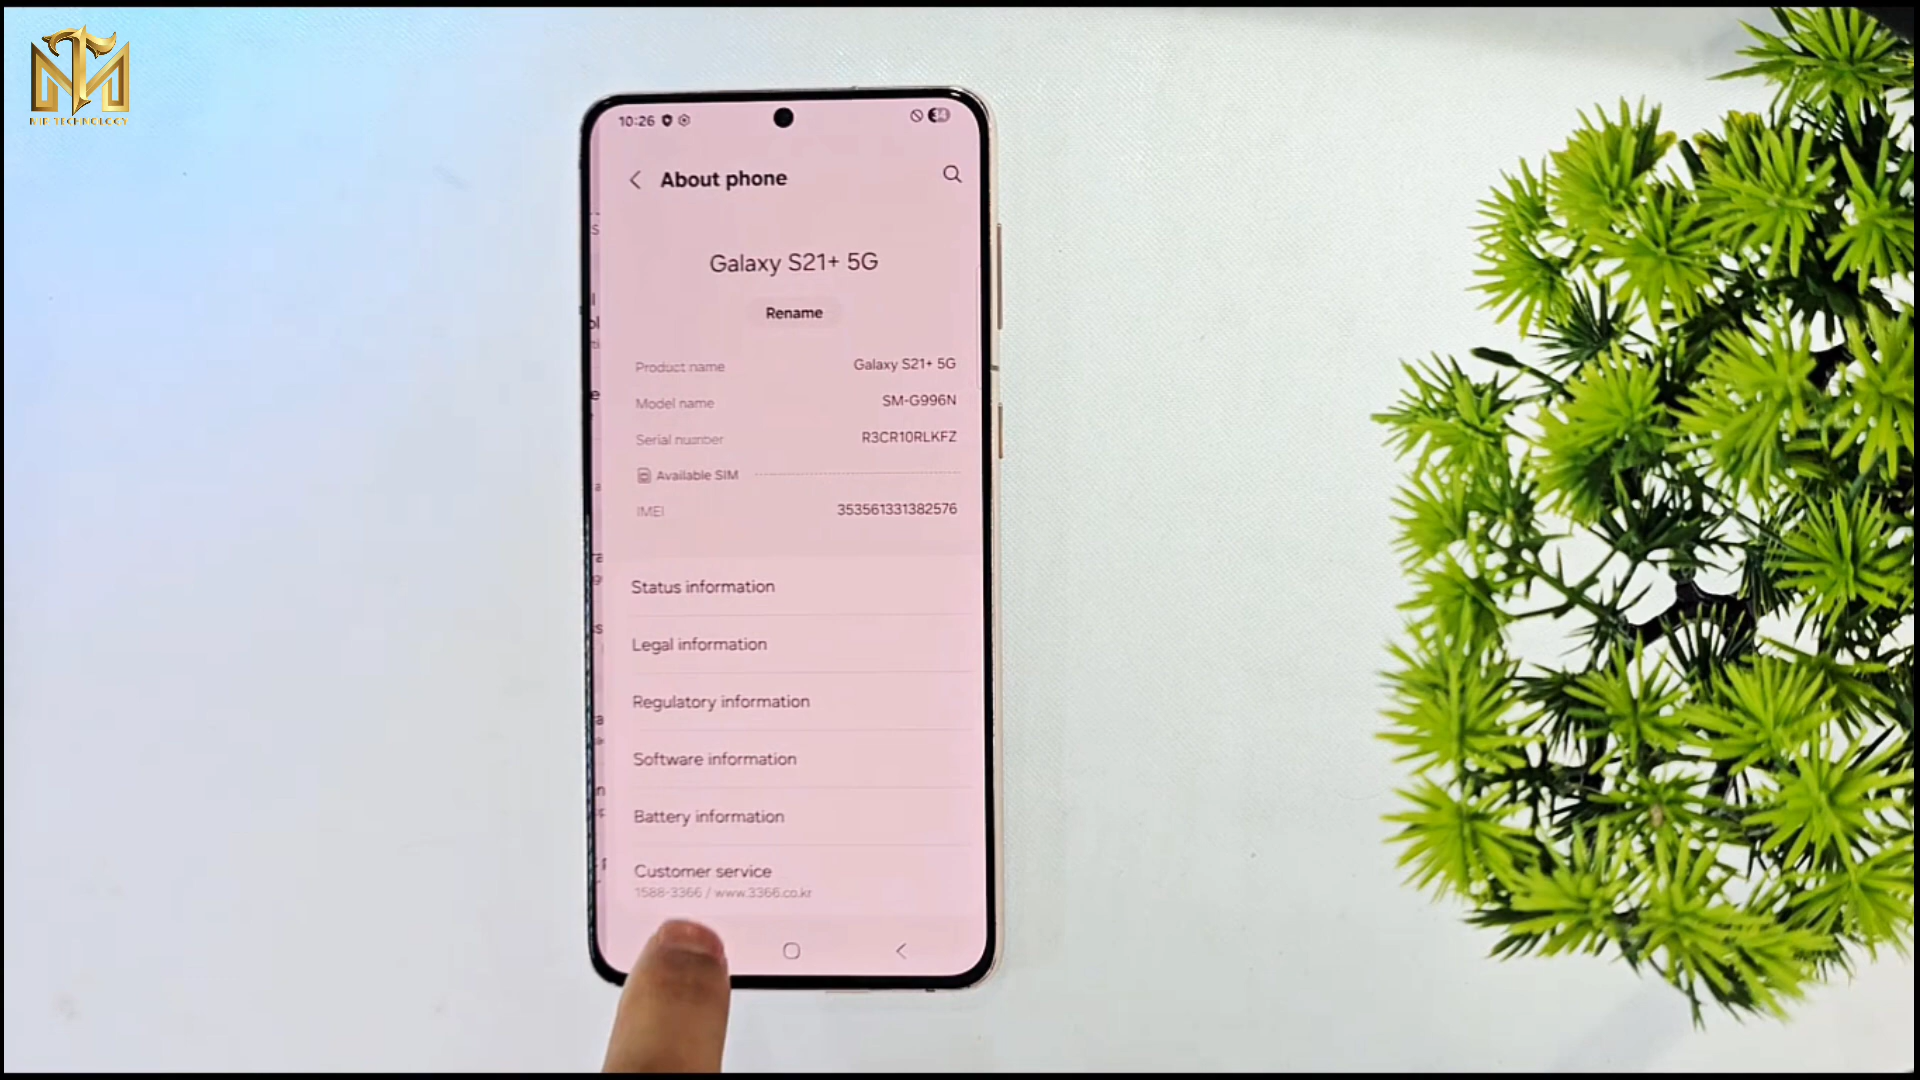 10:26
34
About phone
Galaxy S21+ 5G
Rename
Product name Galaxy S21+ 5G
Model name SM-G996N
Serial number R3CR10RLKFZ
Available SIM
IMEI 353561331382576
Status information
Legal information
Regulatory information
Software information
Battery information
Customer service
1588-3366 / www.3366.co.kr